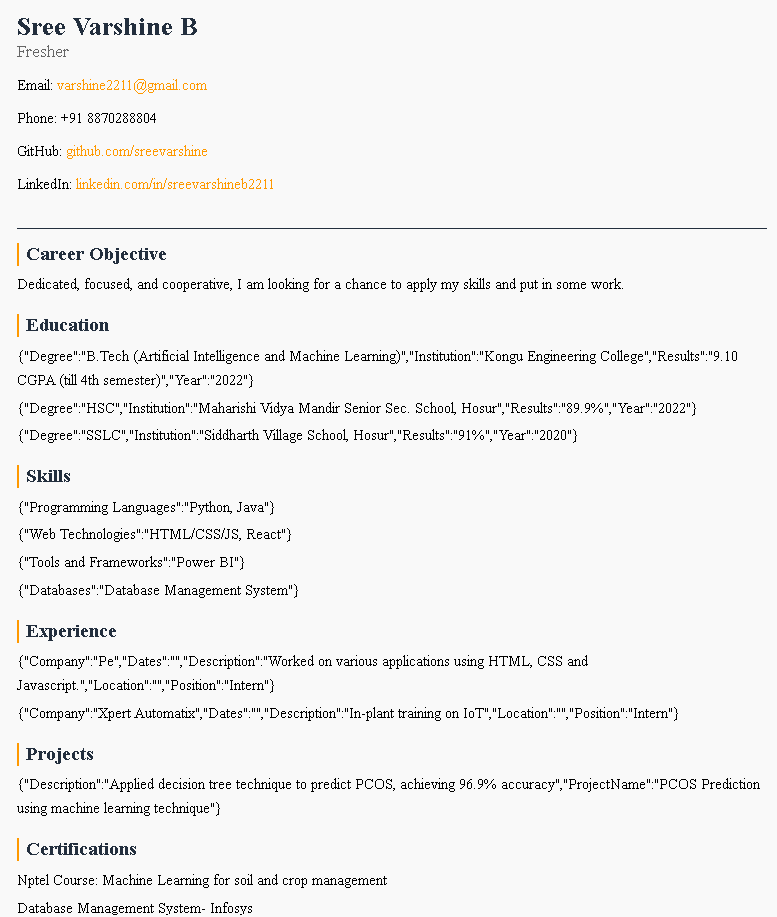 Sree Varshine B
Fresher
Email: varshine2211@gmail.com
Phone: +91 8870288804
GitHub: github.com/sreevarshine
LinkedIn: linkedin.com/in/sreevarshineb2211
Career Objective
Dedicated, focused, and cooperative, I am looking for a chance to apply my skills and put in some work.
Education
{"Degree":"B.Tech (Artificial Intelligence and Machine Learning)","Institution":"Kongu Engineering College","Results":"9.10
CGPA (till 4th semester)","Year":"2022"}
{"Degree":"HSC","Institution":"Maharishi Vidya Mandir Senior Sec. School, Hosur","Results":"89.9%","Year":"2022"}
{"Degree":"SSLC","Institution":"Siddharth Village School, Hosur","Results":"91%","Year":"2020"}
Skills
{"Programming Languages":"Python, Java"}
{"Web Technologies":"HTML/CSS/JS, React"}
{"Tools and Frameworks":"Power BI"}
{"Databases":"Database Management System"}
Experience
{"Company":"Pe","Dates":"","Description":"Worked on various applications using HTML, CSS and
Javascript.","Location":"","Position":"Intern"}
{"Company":"Xpert Automatix","Dates":"","Description":"In-plant training on IoT","Location":"","Position":"Intern"}
Projects
{"Description":"Applied decision tree technique to predict PCOS, achieving 96.9% accuracy","ProjectName":"PCOS Prediction
using machine learning technique"}
Certifications
Nptel Course: Machine Learning for soil and crop management
Database Management System- Infosys